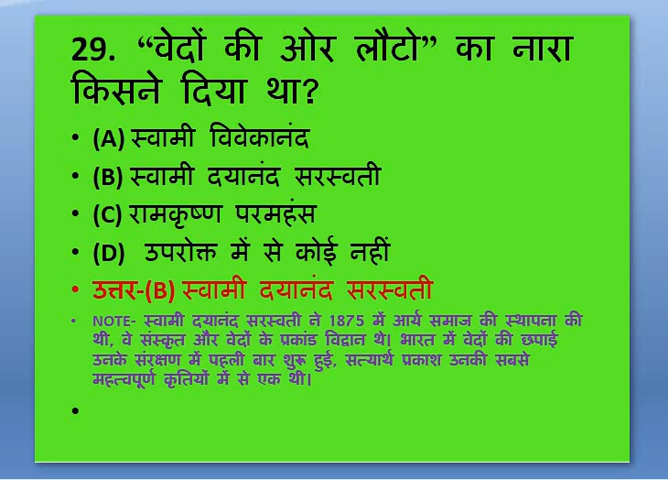 29. “वेदों की ओर लौटो” का नारा
किसने दिया था?
• (A) स्वामी विवेकानंद
• (B) स्वामी दयानंद सरस्वती
• (C) रामकृष्ण परमहंस
• (D) उपरोक्त में से कोई नहीं
• उत्तर-(B) स्वामी दयानंद सरस्वती
• NOTE- स्वामी दयानंद सरस्वती ने 1875 में आर्य समाज की स्थापना की
थी, वे संस्कृत और वेदों के प्रकांड विद्वान थे। भारत में वेदों की छपाई
उनके संरक्षण में पहली बार शुरू हुई, सत्यार्थ प्रकाश उनकी सबसे
महत्वपूर्ण कृतियों में से एक थी।
•